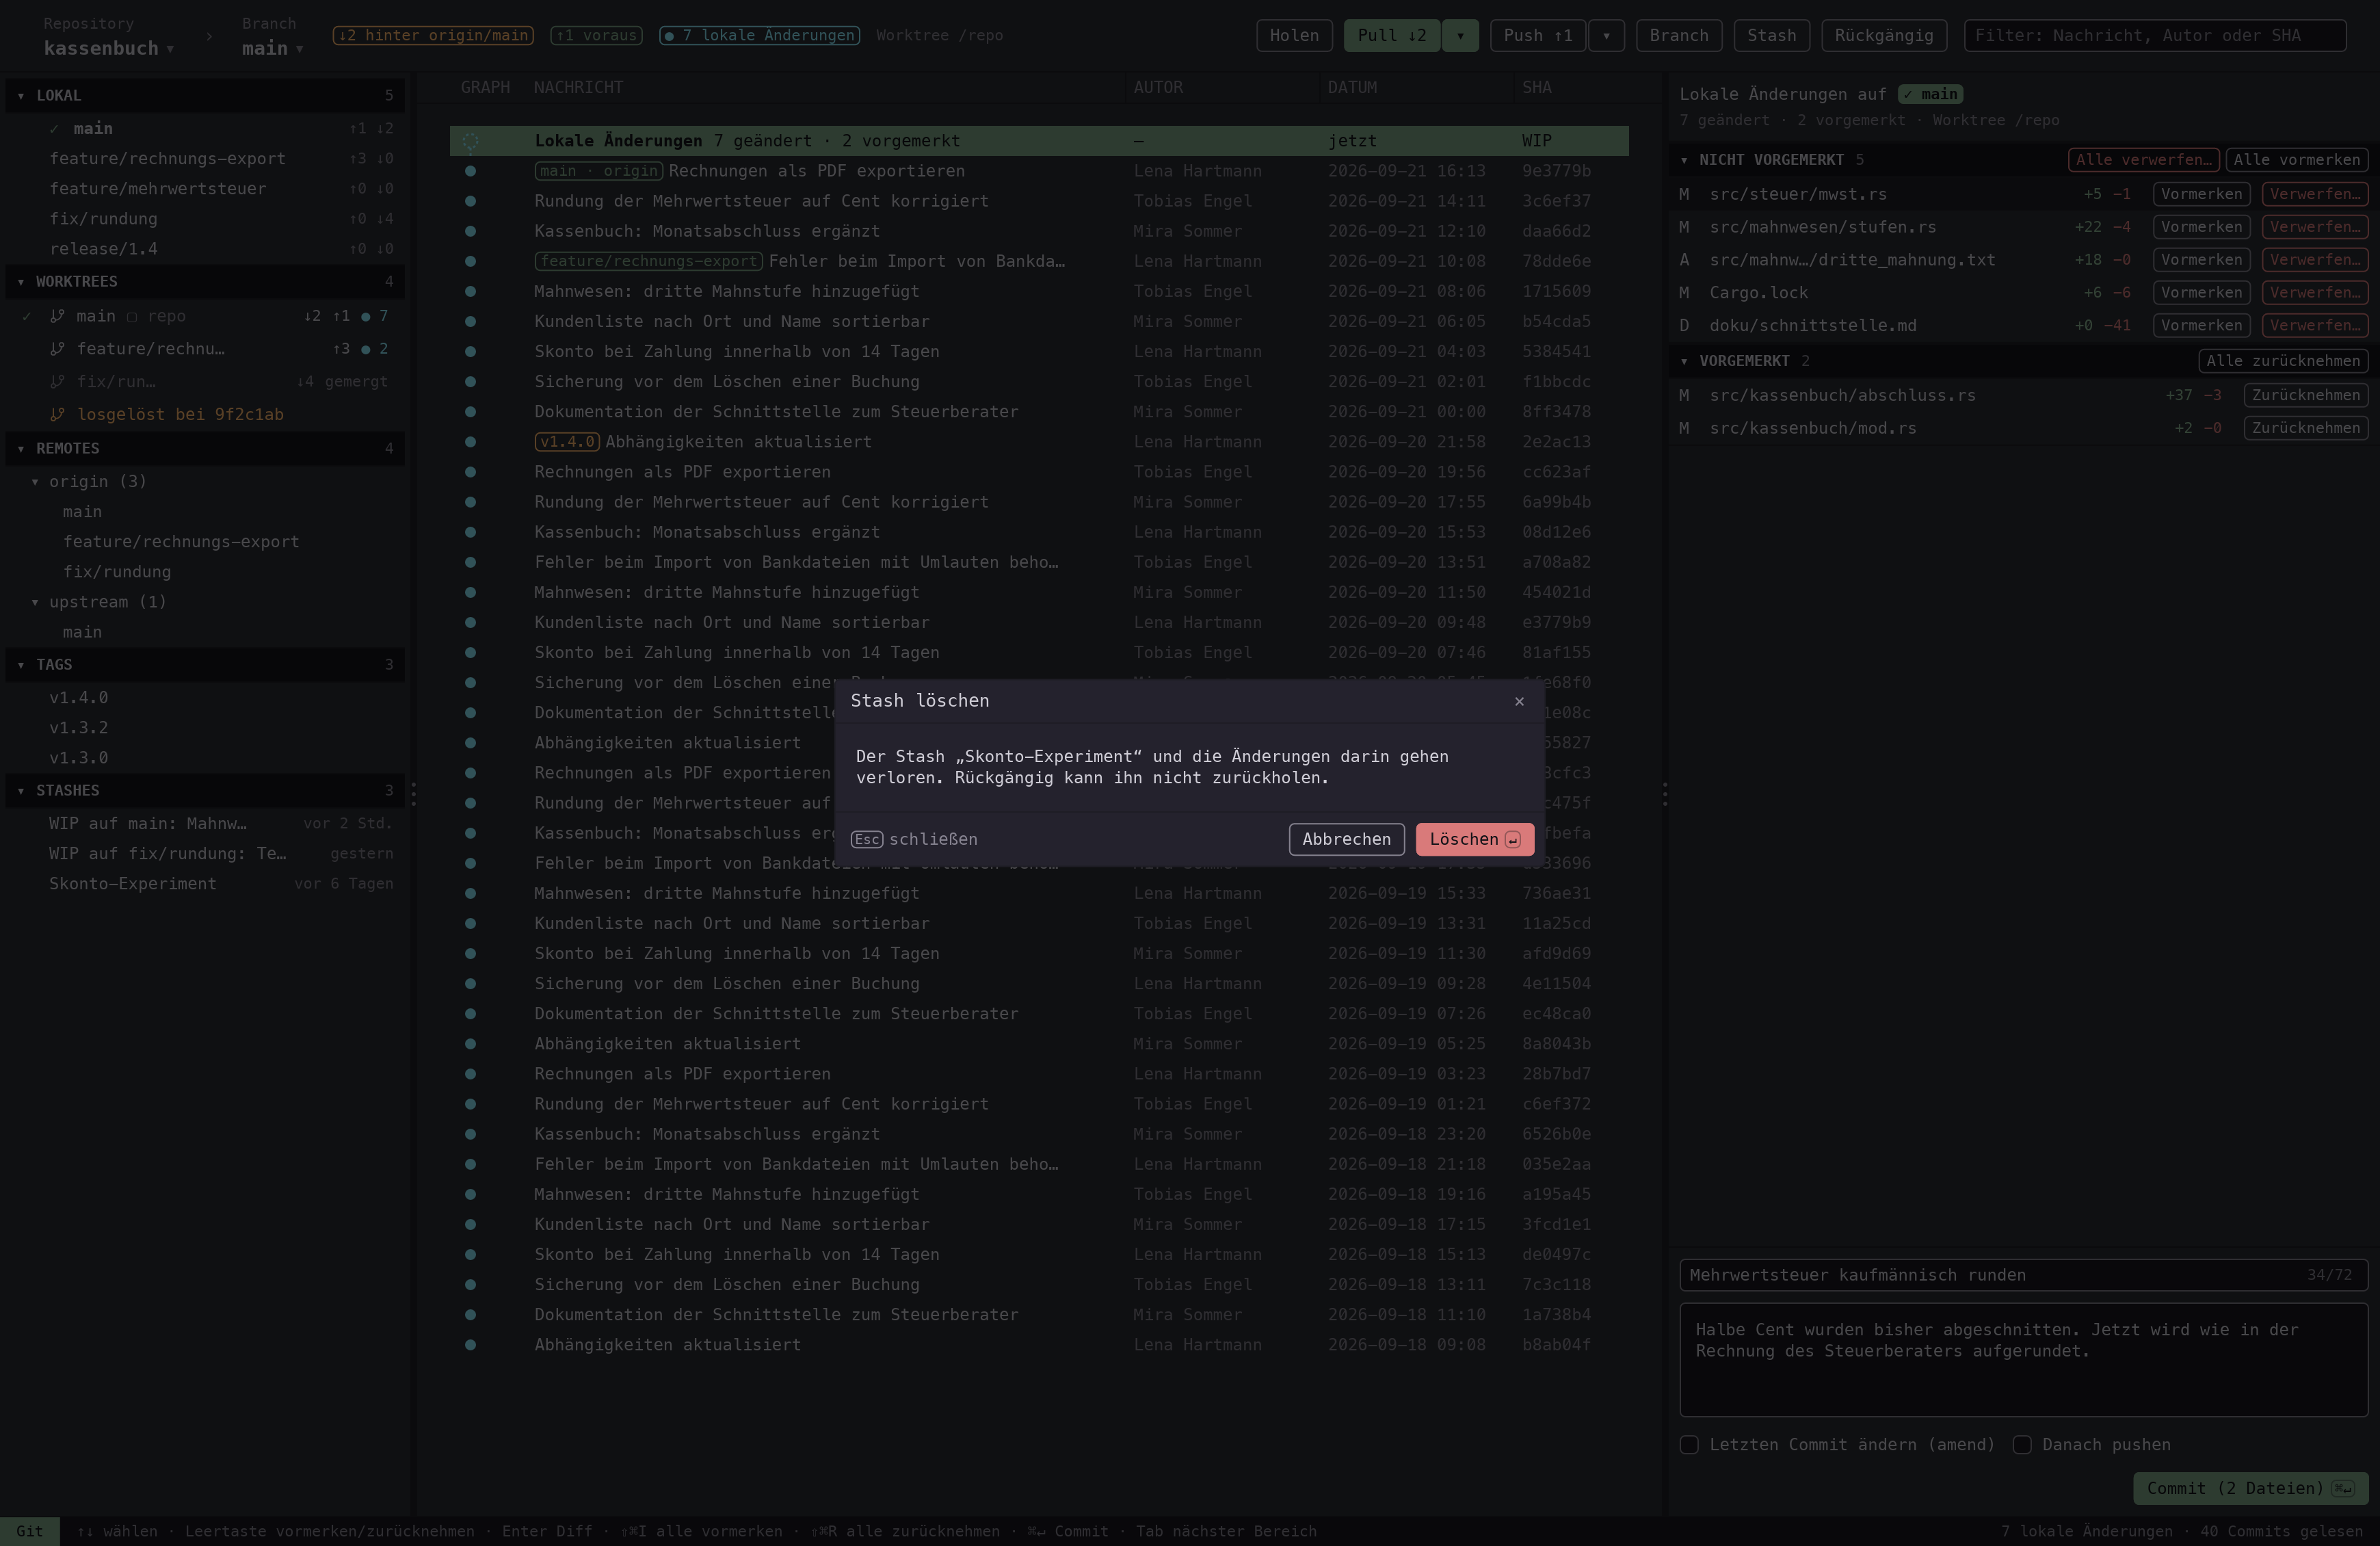 Repository
kassenbuch ▾
›
Branch
main ▾
↓2 hinter origin/main
↑1 voraus
● 7 lokale Änderungen
Worktree /repo
Holen
Pull ↓2 ▾
Push ↑1 ▾
Branch
Stash
Rückgängig
Filter: Nachricht, Autor oder SHA
▾ LOKAL 5
✓ main ↑1 ↓2
feature/rechnungs-export ↑3 ↓0
feature/mehrwertsteuer ↑0 ↓0
fix/rundung ↑0 ↓4
release/1.4 ↑0 ↓0
▾ WORKTREES 4
✓ main ▢ repo ↓2 ↑1 ● 7
feature/rechnu… ↑3 ● 2
fix/run… ↓4 gemergt
losgelöst bei 9f2c1ab
▾ REMOTES 4
▾ origin (3)
main
feature/rechnungs-export
fix/rundung
▾ upstream (1)
main
▾ TAGS 3
v1.4.0
v1.3.2
v1.3.0
▾ STASHES 3
WIP auf main: Mahnw… vor 2 Std.
WIP auf fix/rundung: Te… gestern
Skonto-Experiment vor 6 Tagen
GRAPH NACHRICHT AUTOR DATUM SHA
Lokale Änderungen 7 geändert · 2 vorgemerkt — jetzt WIP
main · origin Rechnungen als PDF exportieren Lena Hartmann 2026-09-21 16:13 9e3779b
Rundung der Mehrwertsteuer auf Cent korrigiert Tobias Engel 2026-09-21 14:11 3c6ef37
Kassenbuch: Monatsabschluss ergänzt Mira Sommer 2026-09-21 12:10 daa66d2
feature/rechnungs-export Fehler beim Import von Bankda… Lena Hartmann 2026-09-21 10:08 78dde6e
Mahnwesen: dritte Mahnstufe hinzugefügt Tobias Engel 2026-09-21 08:06 1715609
Kundenliste nach Ort und Name sortierbar Mira Sommer 2026-09-21 06:05 b54cda5
Skonto bei Zahlung innerhalb von 14 Tagen Lena Hartmann 2026-09-21 04:03 5384541
Sicherung vor dem Löschen einer Buchung Tobias Engel 2026-09-21 02:01 f1bbcdc
Dokumentation der Schnittstelle zum Steuerberater Mira Sommer 2026-09-21 00:00 8ff3478
v1.4.0 Abhängigkeiten aktualisiert Lena Hartmann 2026-09-20 21:58 2e2ac13
Rechnungen als PDF exportieren Tobias Engel 2026-09-20 19:56 cc623af
Rundung der Mehrwertsteuer auf Cent korrigiert Mira Sommer 2026-09-20 17:55 6a99b4b
Kassenbuch: Monatsabschluss ergänzt Lena Hartmann 2026-09-20 15:53 08d12e6
Fehler beim Import von Bankdateien mit Umlauten beho… Tobias Engel 2026-09-20 13:51 a708a82
Mahnwesen: dritte Mahnstufe hinzugefügt Mira Sommer 2026-09-20 11:50 454021d
Kundenliste nach Ort und Name sortierbar Lena Hartmann 2026-09-20 09:48 e3779b9
Skonto bei Zahlung innerhalb von 14 Tagen Tobias Engel 2026-09-20 07:46 81af155
Sicherung vor dem Löschen einer
Dokumentation der Schnittstelle
Abhängigkeiten aktualisiert
Rechnungen als PDF exportieren
Rundung der Mehrwertsteuer auf
Kassenbuch: Monatsabschluss
Fehler beim Import von
Mahnwesen: dritte Mahnstufe hinzugefügt Lena Hartmann 2026-09-19 15:33 736ae31
Kundenliste nach Ort und Name sortierbar Tobias Engel 2026-09-19 13:31 11a25cd
Skonto bei Zahlung innerhalb von 14 Tagen Mira Sommer 2026-09-19 11:30 afd9d69
Sicherung vor dem Löschen einer Buchung Lena Hartmann 2026-09-19 09:28 4e11504
Dokumentation der Schnittstelle zum Steuerberater Tobias Engel 2026-09-19 07:26 ec48ca0
Abhängigkeiten aktualisiert Mira Sommer 2026-09-19 05:25 8a8043b
Rechnungen als PDF exportieren Lena Hartmann 2026-09-19 03:23 28b7bd7
Rundung der Mehrwertsteuer auf Cent korrigiert Tobias Engel 2026-09-19 01:21 c6ef372
Kassenbuch: Monatsabschluss ergänzt Mira Sommer 2026-09-18 23:20 6526b0e
Fehler beim Import von Bankdateien mit Umlauten beho… Lena Hartmann 2026-09-18 21:18 035e2aa
Mahnwesen: dritte Mahnstufe hinzugefügt Tobias Engel 2026-09-18 19:16 a195a45
Kundenliste nach Ort und Name sortierbar Mira Sommer 2026-09-18 17:15 3fcd1e1
Skonto bei Zahlung innerhalb von 14 Tagen Lena Hartmann 2026-09-18 15:13 de0497c
Sicherung vor dem Löschen einer Buchung Tobias Engel 2026-09-18 13:11 7c3c118
Dokumentation der Schnittstelle zum Steuerberater Mira Sommer 2026-09-18 11:10 1a738b4
Abhängigkeiten aktualisiert Lena Hartmann 2026-09-18 09:08 b8ab04f
Stash löschen ×
Der Stash „Skonto-Experiment“ und die Änderungen darin gehen
verloren. Rückgängig kann ihn nicht zurückholen.
Esc schließen
Abbrechen
Löschen ↵
Lokale Änderungen auf ✓ main
7 geändert · 2 vorgemerkt · Worktree /repo
▾ NICHT VORGEMERKT 5 Alle verwerfen… Alle vormerken
M src/steuer/mwst.rs +5 −1 Vormerken Verwerfen…
M src/mahnwesen/stufen.rs +22 −4 Vormerken Verwerfen…
A src/mahnw…/dritte_mahnung.txt +18 −0 Vormerken Verwerfen…
M Cargo.lock +6 −6 Vormerken Verwerfen…
D doku/schnittstelle.md +0 −41 Vormerken Verwerfen…
▾ VORGEMERKT 2 Alle zurücknehmen
M src/kassenbuch/abschluss.rs +37 −3 Zurücknehmen
M src/kassenbuch/mod.rs +2 −0 Zurücknehmen
Mehrwertsteuer kaufmännisch runden 34/72
Halbe Cent wurden bisher abgeschnitten. Jetzt wird wie in der
Rechnung des Steuerberaters aufgerundet.
Letzten Commit ändern (amend)
Danach pushen
Commit (2 Dateien) ⌘↵
Git ↑↓ wählen · Leertaste vormerken/zurücknehmen · Enter Diff · ⇧⌘I alle vormerken · ⇧⌘R alle zurücknehmen · ⌘↵ Commit · Tab nächster Bereich
7 lokale Änderungen · 40 Commits gelesen